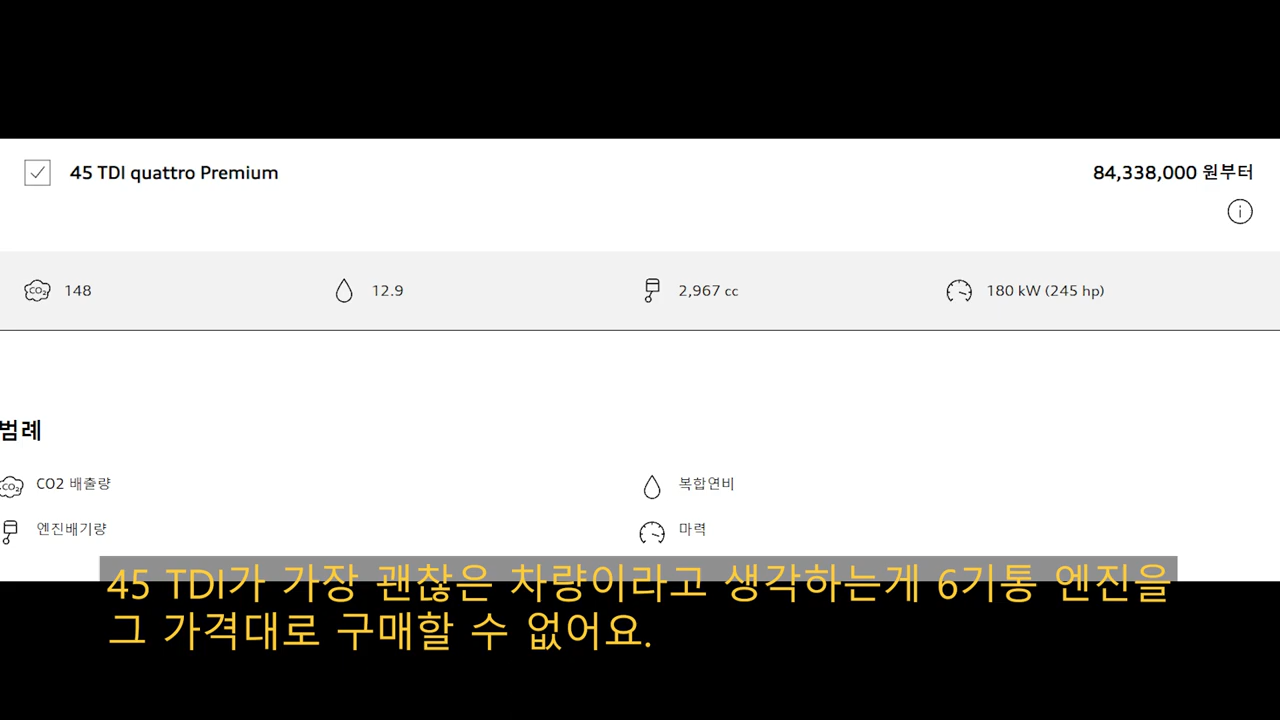 45 TDI quattro Premium
84,338,000 원부터
CO₂ 148
12.9
2,967 cc
180 kW (245 hp)
범례
CO₂ CO2 배출량
복합연비
엔진배기량
마력
45 TDI가 가장 괜찮은 차량이라고 생각하는게 6기통 엔진을
그 가격대로 구매할 수 없어요.